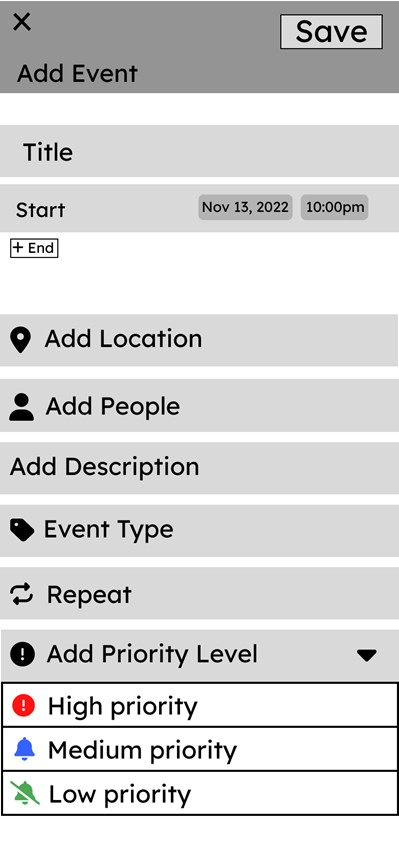 Save
Add Event
Title
Start Nov 13, 2022 10:00pm
+ End
Add Location
Add People
Add Description
Event Type
Repeat
Add Priority Level
High priority
Medium priority
Low priority